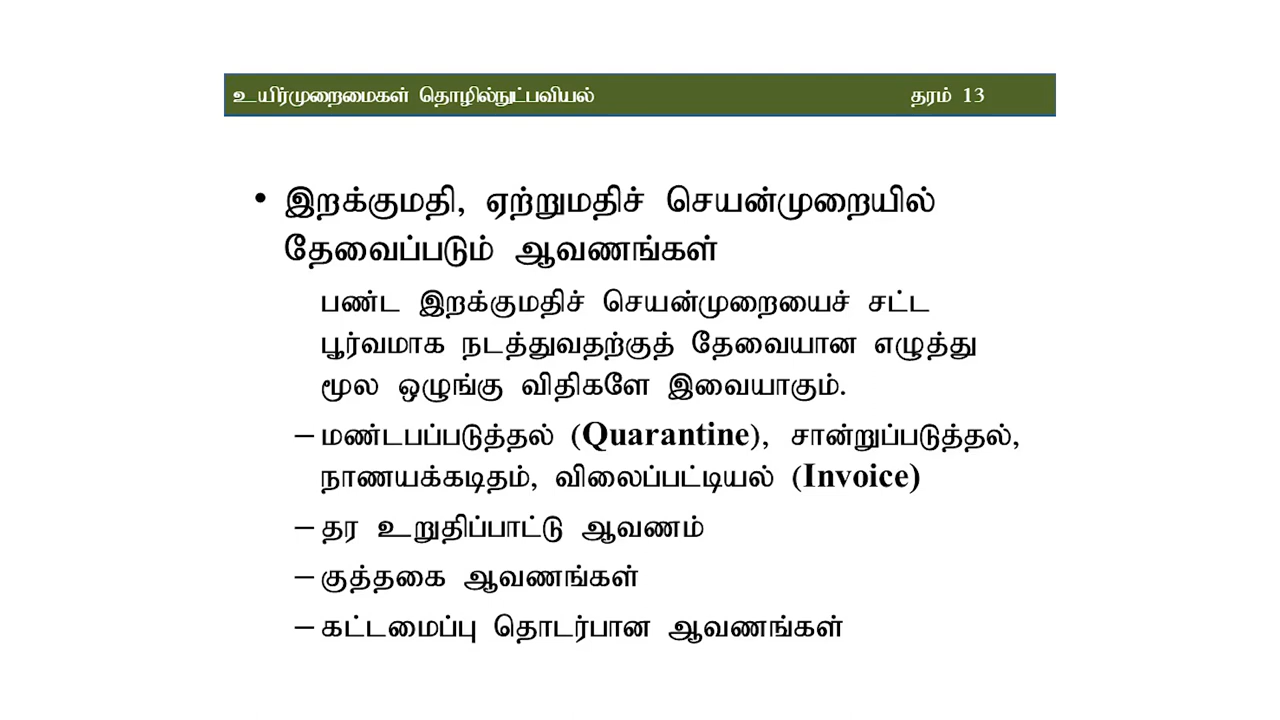 உயிர்முறைமைகள் தொழில்நுட்பவியல் தரம் 13
• இறக்குமதி, ஏற்றுமதிச் செயன்முறையில்
தேவைப்படும் ஆவணங்கள்
பண்ட இறக்குமதிச் செயன்முறையைச் சட்ட
பூர்வமாக நடத்துவதற்குத் தேவையான எழுத்து
மூல ஒழுங்கு விதிகளே இவையாகும்.
– மண்டபப்படுத்தல் (Quarantine), சான்றுப்படுத்தல்,
நாணயக்கடிதம், விலைப்பட்டியல் (Invoice)
– தர உறுதிப்பாட்டு ஆவணம்
– குத்தகை ஆவணங்கள்
– கட்டமைப்பு தொடர்பான ஆவணங்கள்